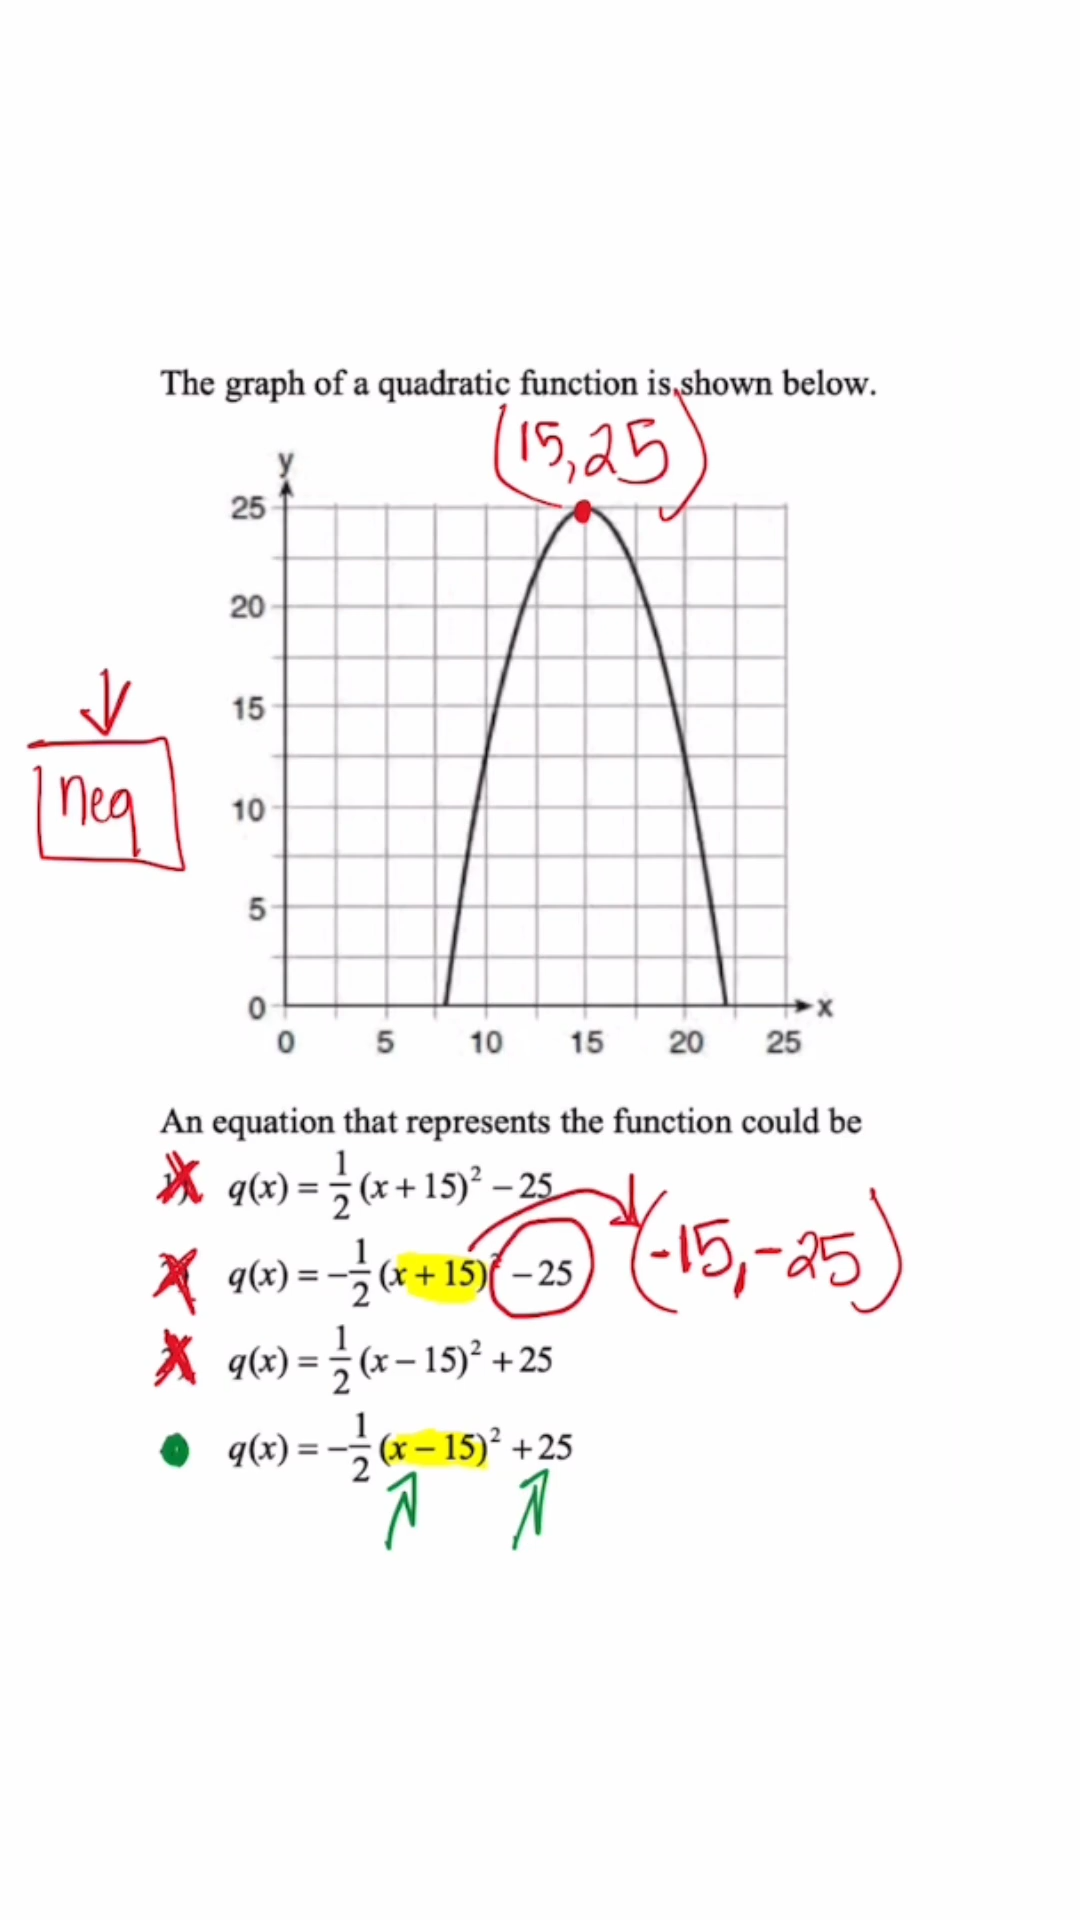 The graph of a quadratic function is shown below.
(15,25)
y
25
20
15
10
5
0
neg
0 5 10 15 20 25
x
An equation that represents the function could be
q(x) = 1/2 (x + 15)² − 25
q(x) = −1/2 (x + 15)² − 25
(-15,-25)
q(x) = 1/2 (x − 15)² + 25
q(x) = −1/2 (x − 15)² + 25